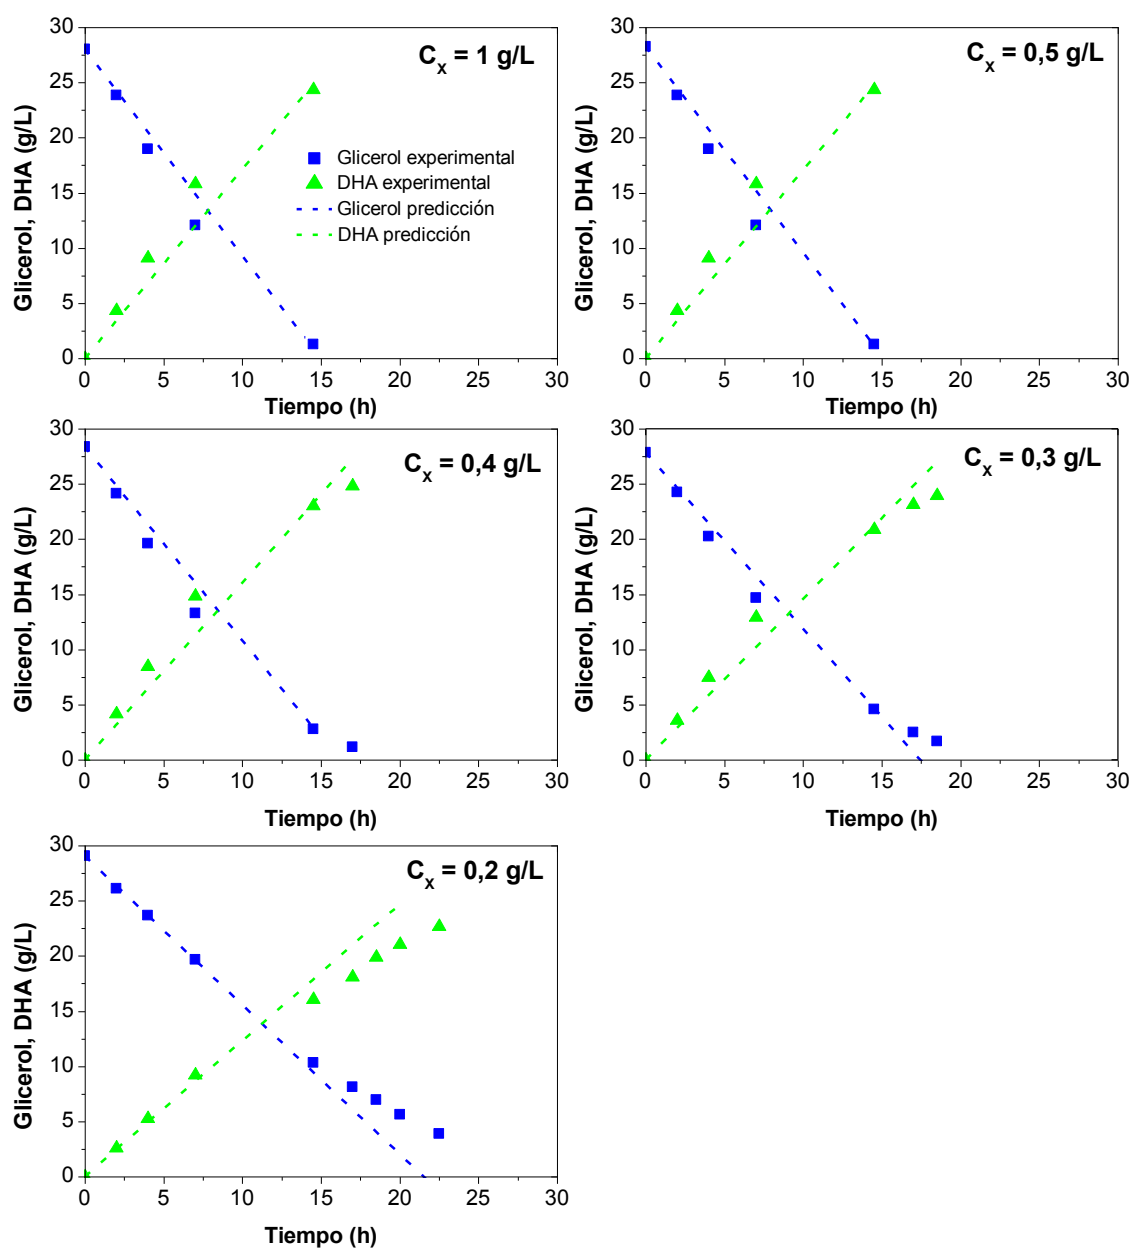 C_x = 1 g/L
Glicerol, DHA (g/L)
30
25
20
15
10
5
0
Glicerol experimental
DHA experimental
Glicerol predicción
DHA predicción
0 5 10 15 20 25 30
Tiempo (h)
C_x = 0,5 g/L
Glicerol, DHA (g/L)
30
25
20
15
10
5
0
0 5 10 15 20 25 30
Tiempo (h)
C_x = 0,4 g/L
Glicerol, DHA (g/L)
30
25
20
15
10
5
0
0 5 10 15 20 25 30
Tiempo (h)
C_x = 0,3 g/L
Glicerol, DHA (g/L)
30
25
20
15
10
5
0
0 5 10 15 20 25 30
Tiempo (h)
C_x = 0,2 g/L
Glicerol, DHA (g/L)
30
25
20
15
10
5
0
0 5 10 15 20 25 30
Tiempo (h)